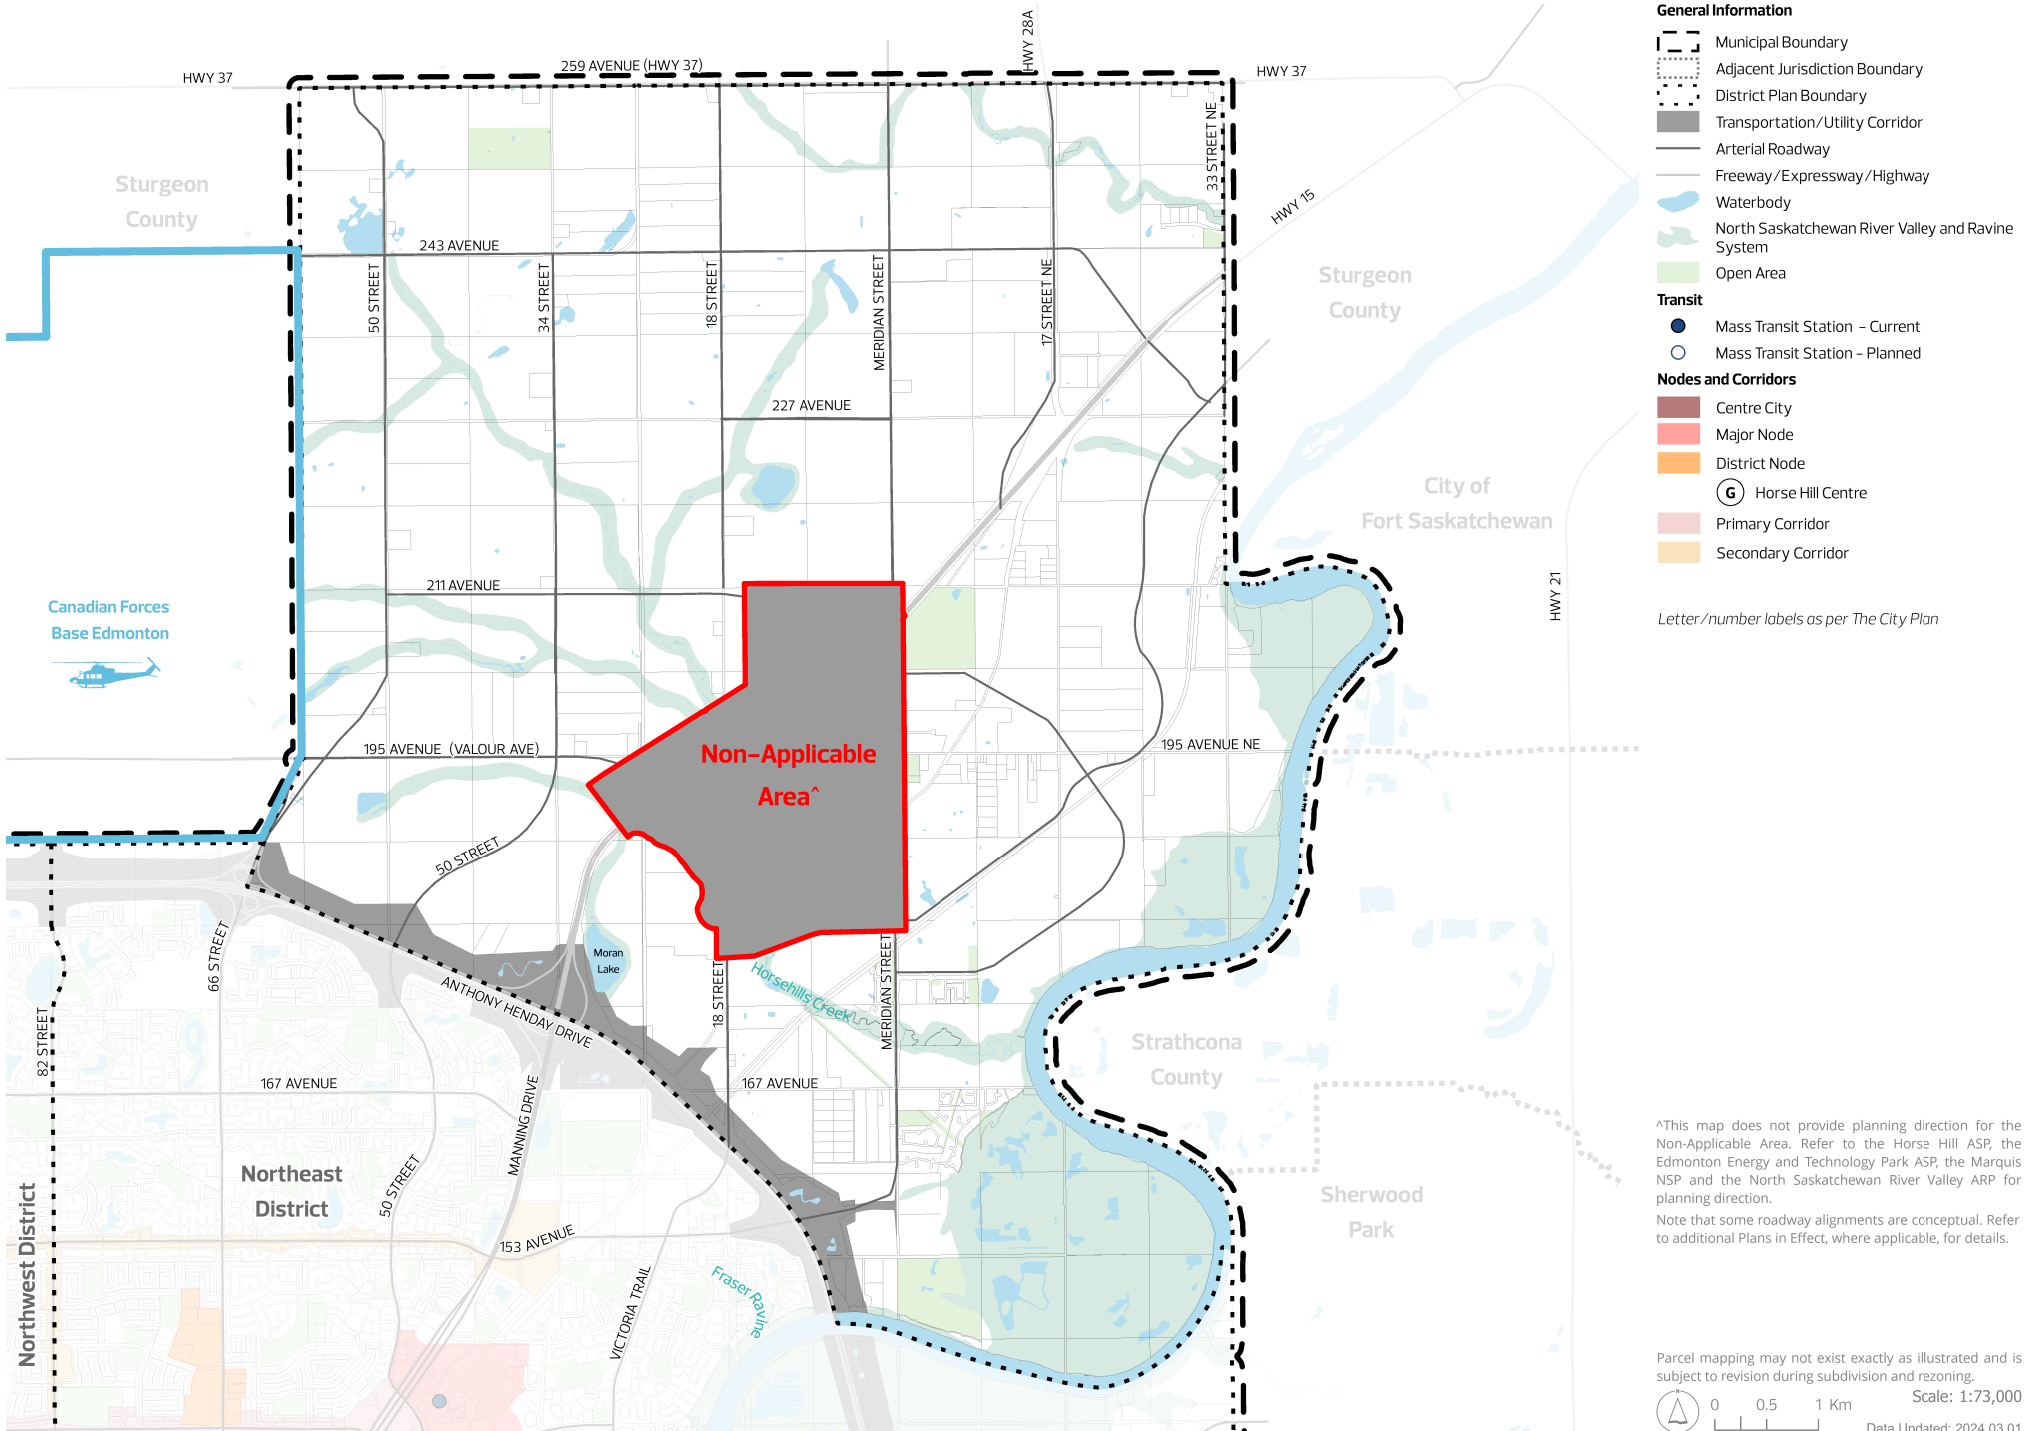 HWY 37
259 AVENUE (HWY 37)
HWY 28A
HWY 37
33 STREET NE
HWY 15
Sturgeon
County
243 AVENUE
50 STREET
34 STREET
18 STREET
MERIDIAN STREET
17 STREET NE
Sturgeon
County
227 AVENUE
City of
Fort Saskatchewan
211 AVENUE
HWY 21
Canadian Forces
Base Edmonton
195 AVENUE (VALOUR AVE)
195 AVENUE NE
Non-Applicable
Area^
50 STREET
66 STREET
82 STREET
Moran
Lake
ANTHONY HENDAY DRIVE
18 STREET
Horsehills Creek
MERIDIAN STREET
Strathcona
County
167 AVENUE
167 AVENUE
MANNING DRIVE
Northeast
District
50 STREET
Northwest District
153 AVENUE
VICTORIA TRAIL
Fraser Ravine
Sherwood
Park
General Information
Municipal Boundary
Adjacent Jurisdiction Boundary
District Plan Boundary
Transportation/Utility Corridor
Arterial Roadway
Freeway/Expressway/Highway
Waterbody
North Saskatchewan River Valley and Ravine
System
Open Area
Transit
Mass Transit Station - Current
Mass Transit Station - Planned
Nodes and Corridors
Centre City
Major Node
District Node
G Horse Hill Centre
Primary Corridor
Secondary Corridor
Letter/number labels as per The City Plan
^This map does not provide planning direction for the
Non-Applicable Area. Refer to the Horse Hill ASP, the
Edmonton Energy and Technology Park ASP, the Marquis
NSP and the North Saskatchewan River Valley ARP for
planning direction.
Note that some roadway alignments are conceptual. Refer
to additional Plans in Effect, where applicable, for details.
Parcel mapping may not exist exactly as illustrated and is
subject to revision during subdivision and rezoning.
Scale: 1:73,000
N
0 0.5 1 Km
Data Updated: 2024.03.01